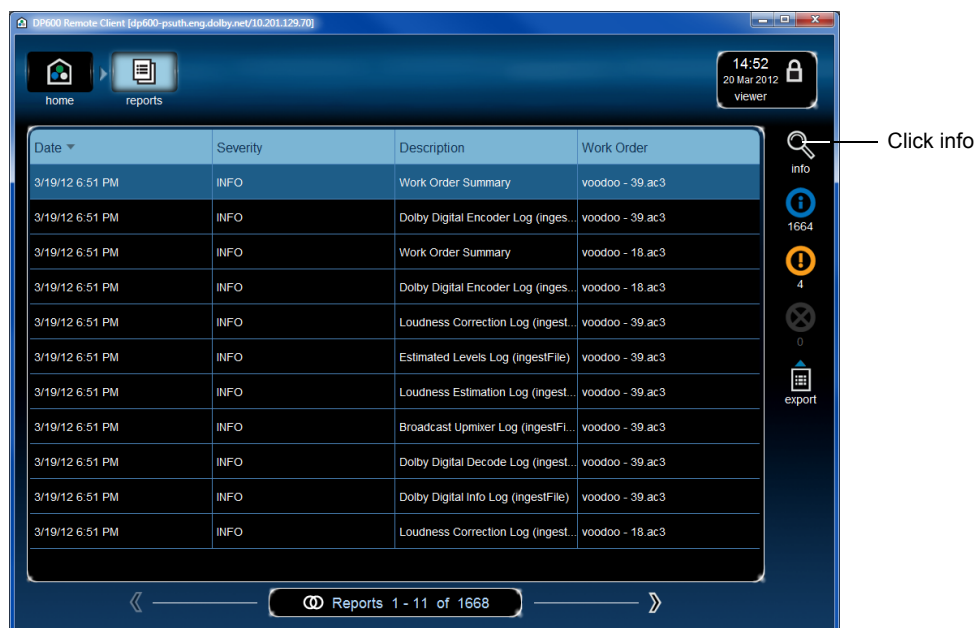 DP600 Remote Client [dp600-psuth.eng.dolby.net/10.201.129.70]
home
reports
14:52
20 Mar 2012
viewer
Date Severity Description Work Order
3/19/12 6:51 PM INFO Work Order Summary voodoo - 39.ac3
3/19/12 6:51 PM INFO Dolby Digital Encoder Log (inges... voodoo - 39.ac3
3/19/12 6:51 PM INFO Work Order Summary voodoo - 18.ac3
3/19/12 6:51 PM INFO Dolby Digital Encoder Log (inges... voodoo - 18.ac3
3/19/12 6:51 PM INFO Loudness Correction Log (ingest... voodoo - 39.ac3
3/19/12 6:51 PM INFO Estimated Levels Log (ingestFile) voodoo - 39.ac3
3/19/12 6:51 PM INFO Loudness Estimation Log (ingest... voodoo - 39.ac3
3/19/12 6:51 PM INFO Broadcast Upmixer Log (ingestFi... voodoo - 39.ac3
3/19/12 6:51 PM INFO Dolby Digital Decode Log (ingest... voodoo - 39.ac3
3/19/12 6:51 PM INFO Dolby Digital Info Log (ingestFile) voodoo - 39.ac3
3/19/12 6:51 PM INFO Loudness Correction Log (ingest... voodoo - 18.ac3
Reports 1 - 11 of 1668
info
1664
4
0
export
Click info